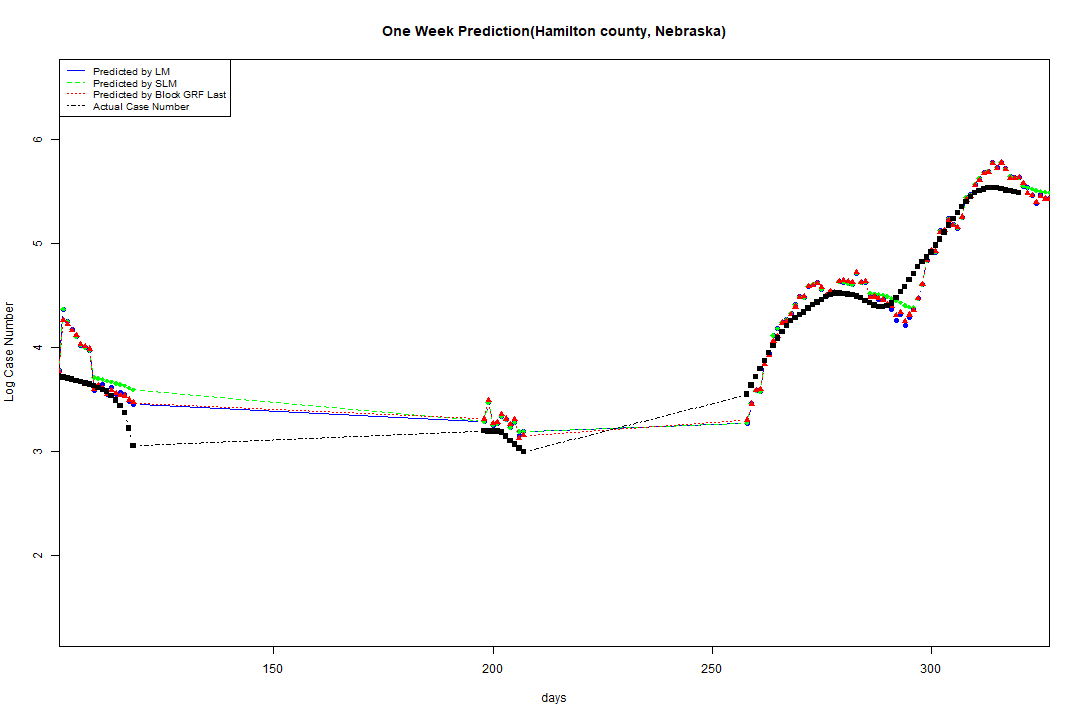 One Week Prediction(Hamilton county, Nebraska)
Predicted by LM
Predicted by SLM
Predicted by Block GRF Last
Actual Case Number
Log Case Number
6
5
4
3
2
150 200 250 300
days